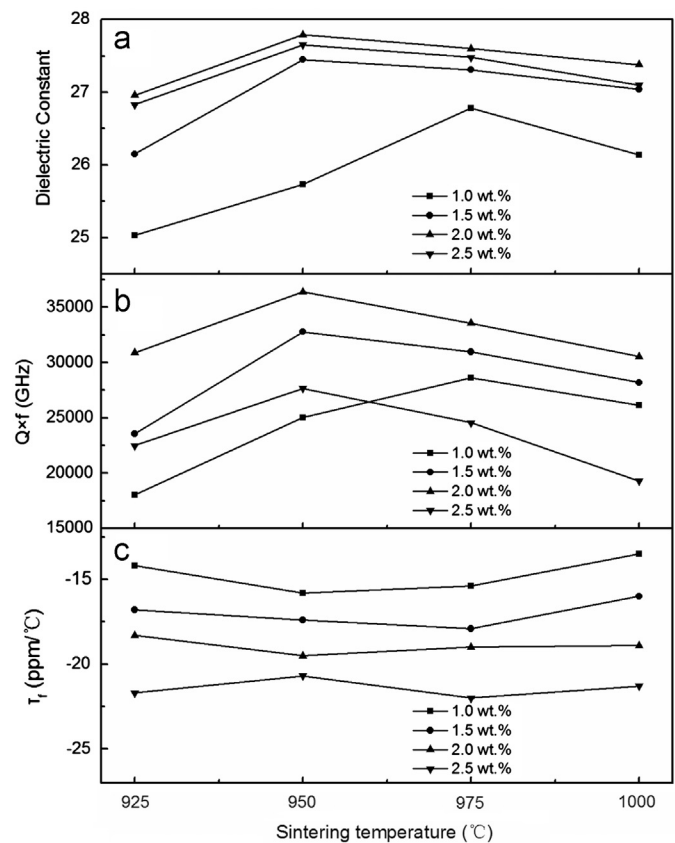 a
Dielectric Constant
28
27
26
25
1.0 wt.%
1.5 wt.%
2.0 wt.%
2.5 wt.%
b
Q×f (GHz)
35000
30000
25000
20000
15000
1.0 wt.%
1.5 wt.%
2.0 wt.%
2.5 wt.%
c
τf (ppm/℃)
-15
-20
-25
1.0 wt.%
1.5 wt.%
2.0 wt.%
2.5 wt.%
925 950 975 1000
Sintering temperature (℃)